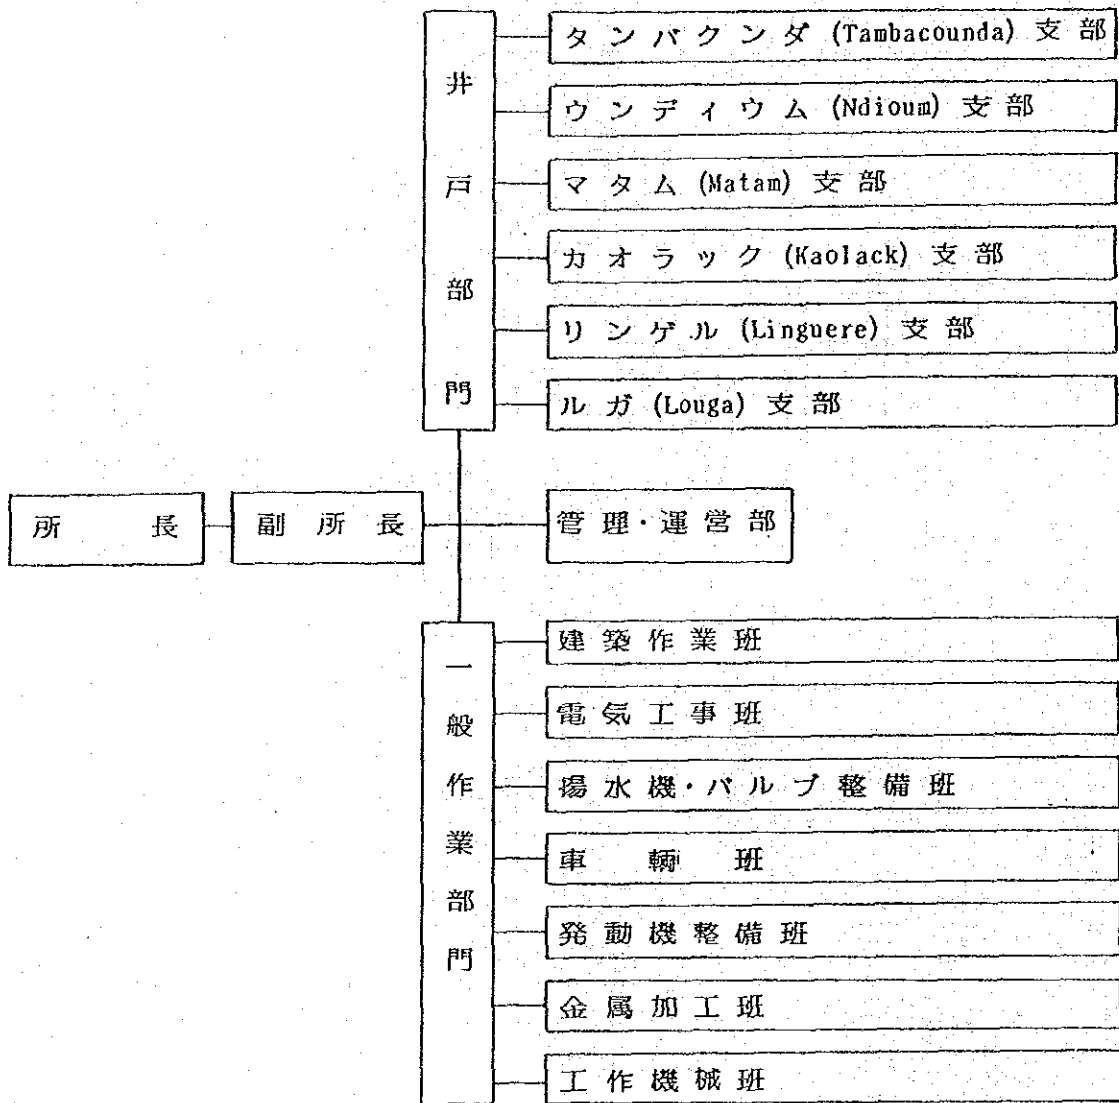 井戸部門
タンバクンダ (Tambacounda) 支部
ウンディウム (Ndioum) 支部
マタム (Matam) 支部
カオラック (Kaolack) 支部
リンゲル (Linguere) 支部
ルガ (Louga) 支部
所長
副所長
管理・運営部
一般作業部門
建築作業班
電気工事班
揚水機・バルブ整備班
車輌班
発動機整備班
金属加工班
工作機械班